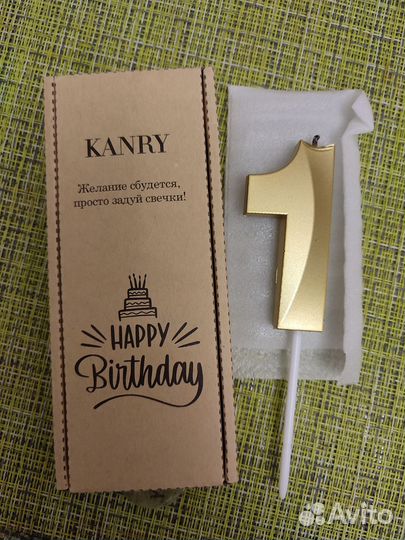 KANRY
Желание сбудется,
просто задуй свечки!
HAPPY
Birthday
1
Avito